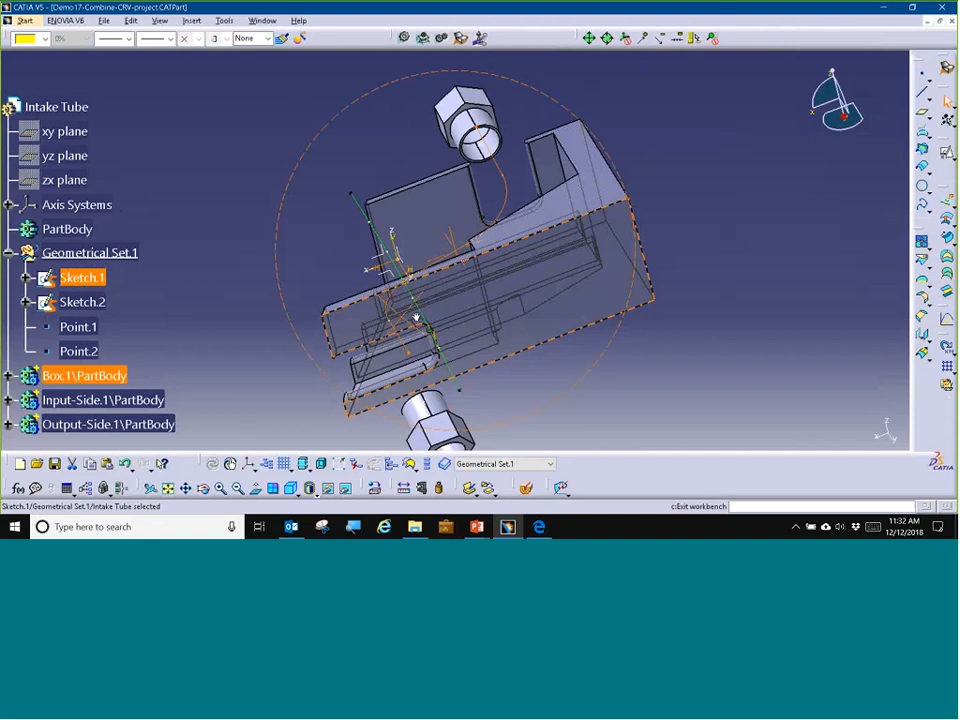 CATIA V5 - [Demo17-Combine-CRV-project.CATPart]
Start ENOVIA V6 File Edit View Insert Tools Window Help
0% None
Intake Tube
xy plane
yz plane
zx plane
Axis Systems
PartBody
Geometrical Set.1
Sketch.1
Sketch.2
Point.1
Point.2
Box.1\PartBody
Input-Side.1\PartBody
Output-Side.1\PartBody
Geometrical Set.1
Sketch.1/Geometrical Set.1/Intake Tube selected
c:Exit workbench
Type here to search
11:32 AM
12/12/2018
CATIA